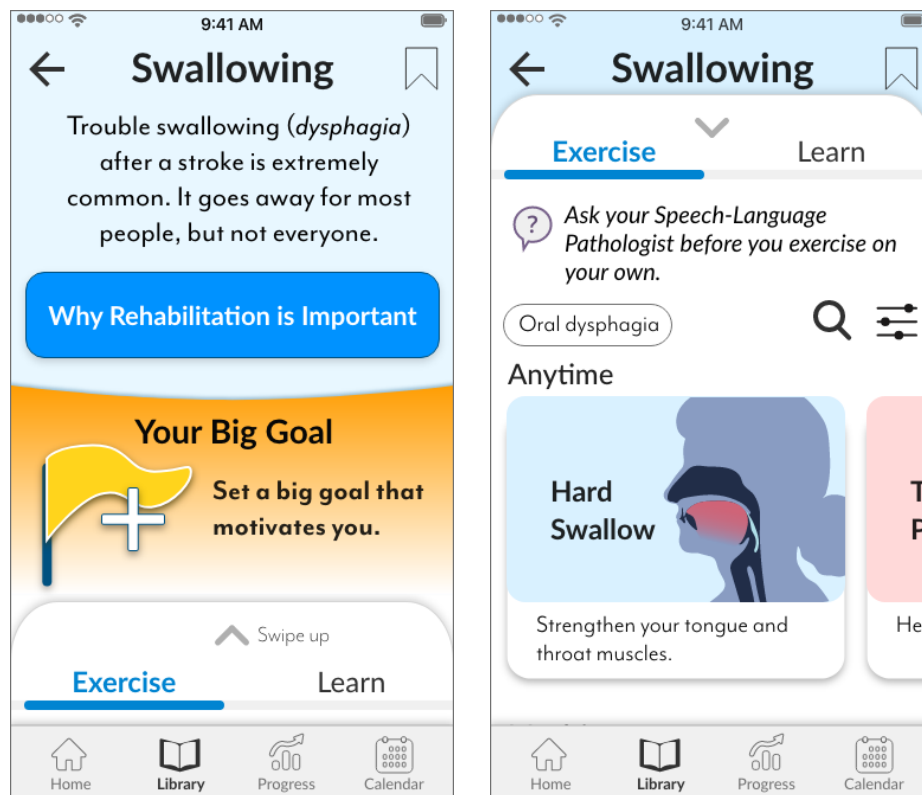 9:41 AM
Swallowing
Trouble swallowing (dysphagia)
after a stroke is extremely
common. It goes away for most
people, but not everyone.
Why Rehabilitation is Important
Your Big Goal
Set a big goal that
motivates you.
Swipe up
Exercise Learn
Home Library Progress Calendar
9:41 AM
Swallowing
Exercise Learn
?
Ask your Speech-Language
Pathologist before you exercise on
your own.
Oral dysphagia
Anytime
Hard
Swallow
Strengthen your tongue and
throat muscles.
T
P
He
Home Library Progress Calendar